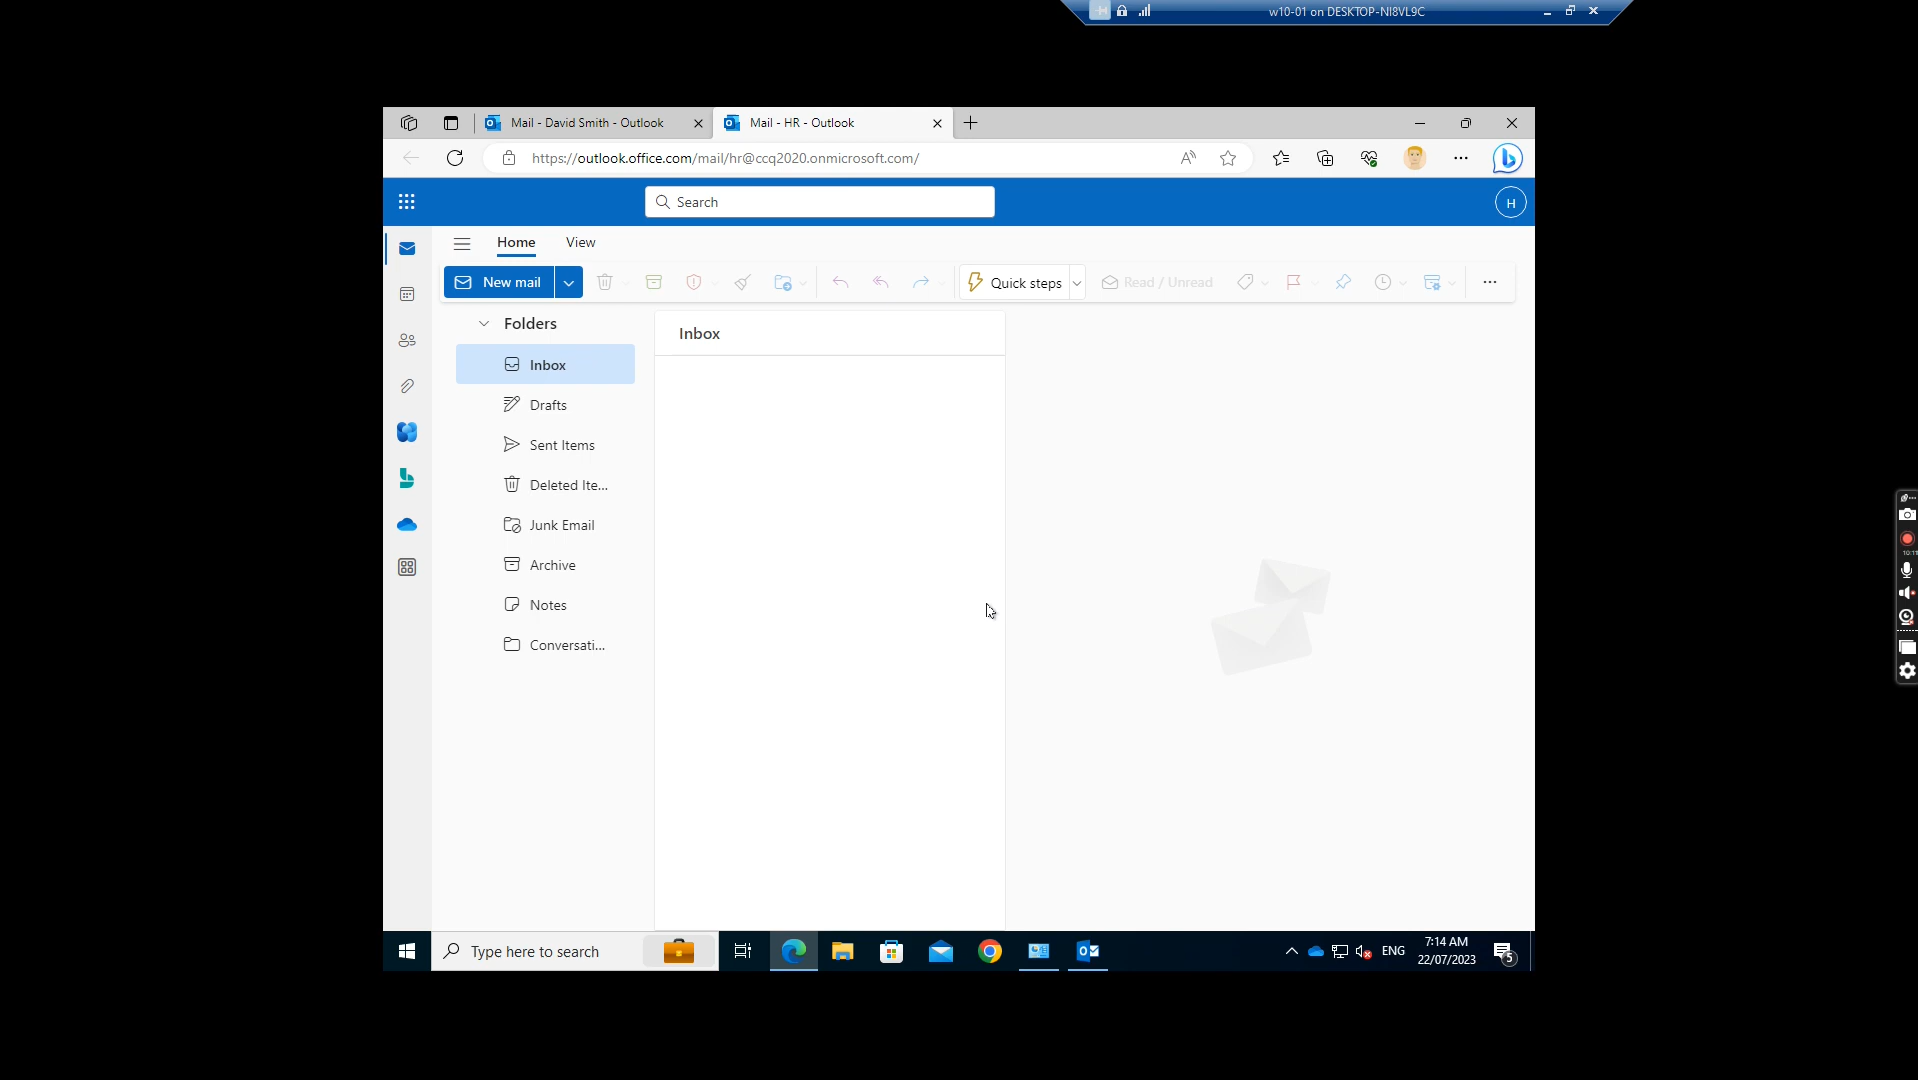 w10-01 on DESKTOP-NI8VL9C
Mail - David Smith - Outlook
Mail - HR - Outlook
https://outlook.office.com/mail/hr@ccq2020.onmicrosoft.com/
Search
H
Home View
New mail Quick steps Read / Unread
Folders
Inbox
Inbox
Drafts
Sent Items
Deleted Ite...
Junk Email
Archive
Notes
Conversati...
Type here to search
ENG
7:14 AM
22/07/2023
5